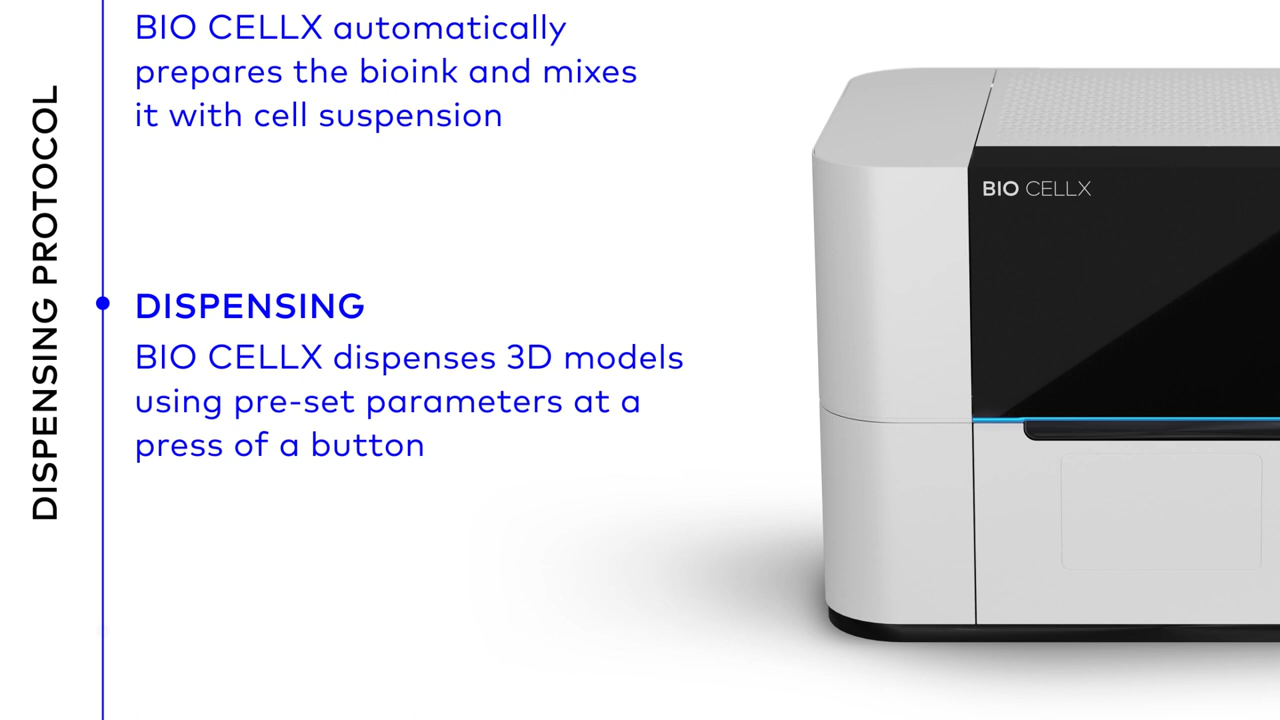 DISPENSING PROTOCOL
BIO CELLX automatically
prepares the bioink and mixes
it with cell suspension
DISPENSING
BIO CELLX dispenses 3D models
using pre-set parameters at a
press of a button
BIO CELLX